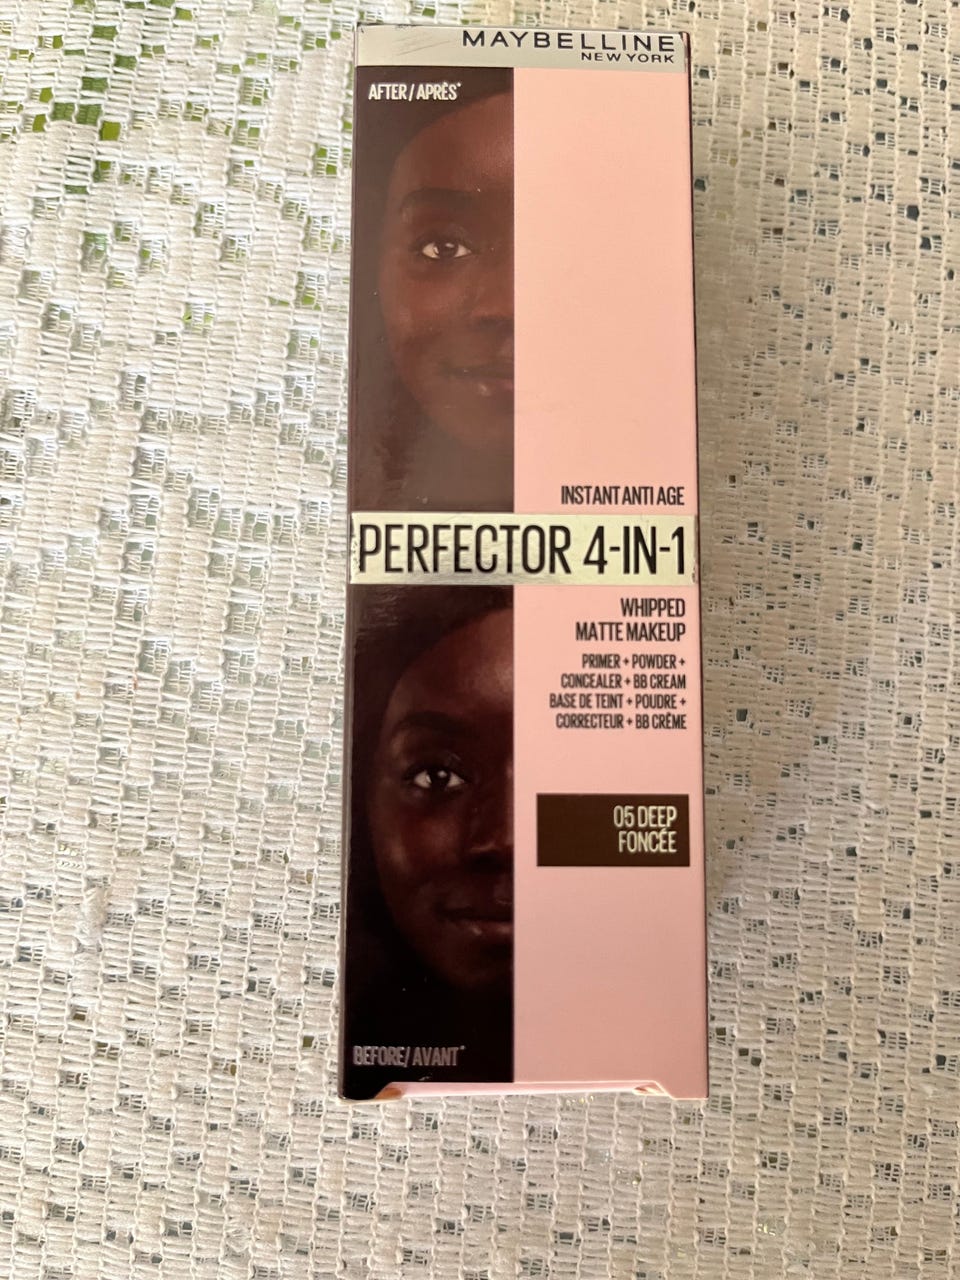 MAYBELLINE
NEW YORK
AFTER / APRÈS*
INSTANT ANTI AGE
PERFECTOR 4-IN-1
WHIPPED
MATTE MAKEUP
PRIMER + POWDER +
CONCEALER + BB CREAM
BASE DE TEINT + POUDRE +
CORRECTEUR + BB CRÈME
05 DEEP
FONCÉE
BEFORE/ AVANT*